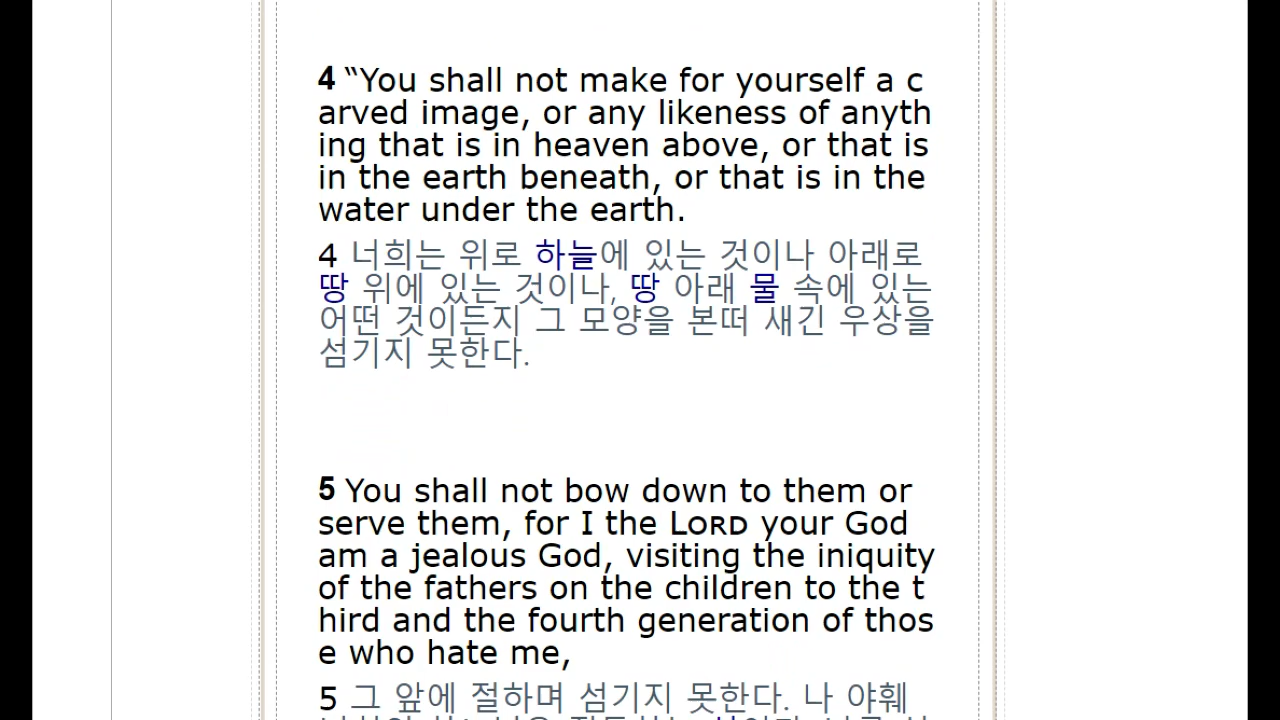 4 “You shall not make for yourself a c
arved image, or any likeness of anyth
ing that is in heaven above, or that is
in the earth beneath, or that is in the
water under the earth.
4 너희는 위로 하늘에 있는 것이나 아래로
땅 위에 있는 것이나, 땅 아래 물 속에 있는
어떤 것이든지 그 모양을 본떠 새긴 우상을
섬기지 못한다.
5 You shall not bow down to them or
serve them, for I the LORD your God
am a jealous God, visiting the iniquity
of the fathers on the children to the t
hird and the fourth generation of thos
e who hate me,
5 그 앞에 절하며 섬기지 못한다. 나 야훼